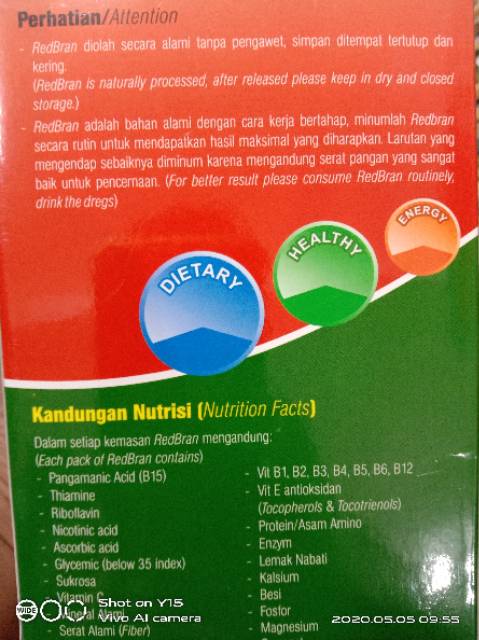 Perhatian/Attention
- RedBran diolah secara alami tanpa pengawet, simpan ditempat tertutup dan
kering.
(RedBran is naturally processed, after released please keep in dry and closed
storage.)
- RedBran adalah bahan alami dengan cara kerja bertahap, minumlah Redbran
secara rutin untuk mendapatkan hasil maksimal yang diharapkan. Larutan yang
mengendap sebaiknya diminum karena mengandung serat pangan yang sangat
baik untuk pencernaan. (For better result please consume RedBran routinely,
drink the dregs)
DIETARY
HEALTHY
ENERGY
Kandungan Nutrisi (Nutrition Facts)
Dalam setiap kemasan RedBran mengandung:
(Each pack of RedBran contains)
- Pangamanic Acid (B15)
- Thiamine
- Riboflavin
- Nicotinic acid
- Ascorbic acid
- Glycemic (below 35 index)
- Sukrosa
- Vitamin C
- Mineral Alami
- Serat Alami (Fiber)
- Vit B1, B2, B3, B4, B5, B6, B12
- Vit E antioksidan
(Tocopherols & Tocotrienols)
- Protein/Asam Amino
- Enzym
- Lemak Nabati
- Kalsium
- Besi
- Fosfor
- Magnesium
WIDE
Shot on Y15
Vivo AI camera
2020.05.05 09:55